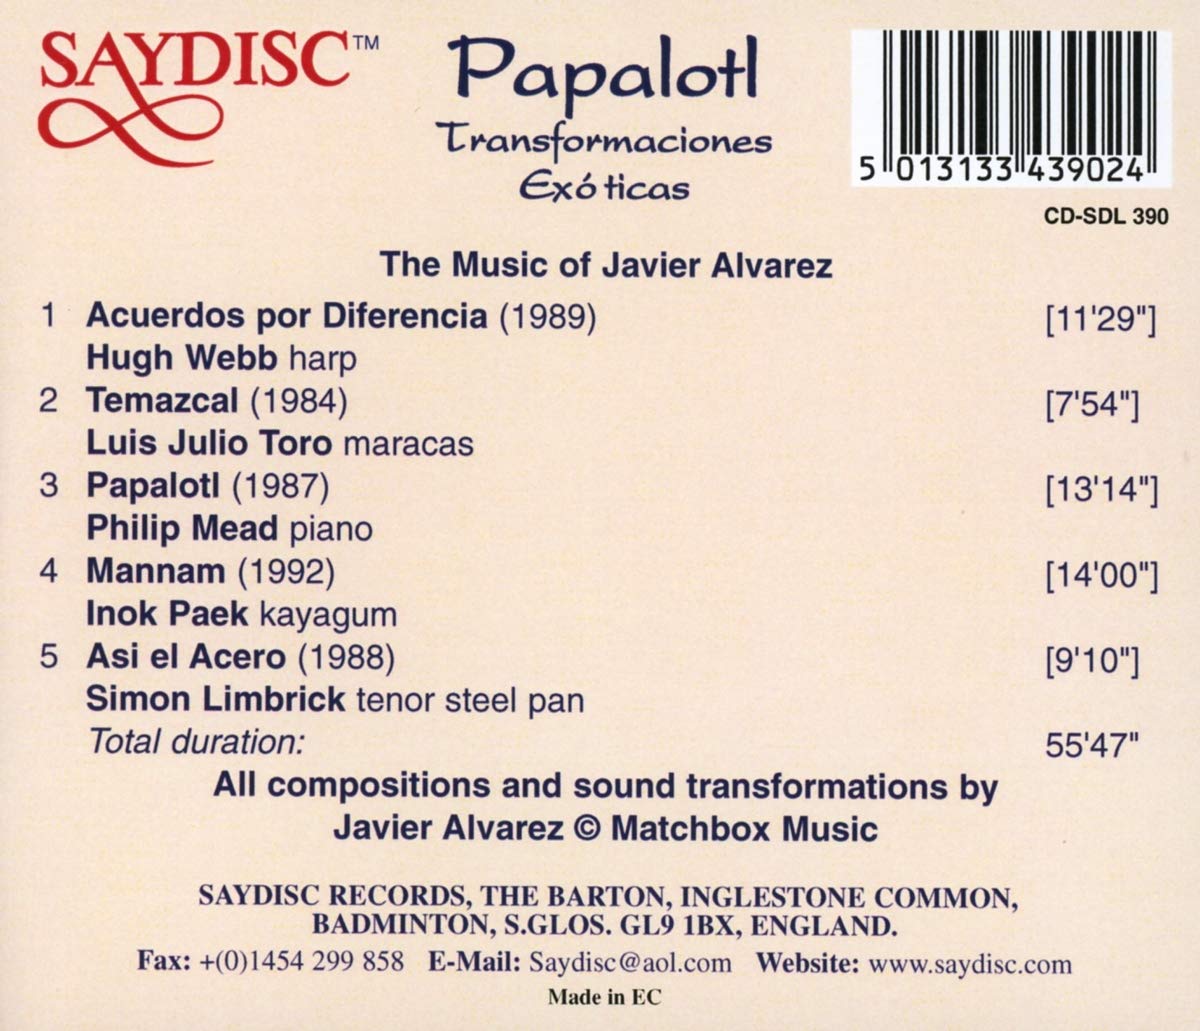 SAYDISC™
Papalotl
Transformaciones
Exóticas
5 013133 439024
CD-SDL 390
The Music of Javier Alvarez
1 Acuerdos por Diferencia (1989) [11'29"]
Hugh Webb harp
2 Temazcal (1984) [7'54"]
Luis Julio Toro maracas
3 Papalotl (1987) [13'14"]
Philip Mead piano
4 Mannam (1992) [14'00"]
Inok Paek kayagum
5 Asi el Acero (1988) [9'10"]
Simon Limbrick tenor steel pan
Total duration: 55'47"
All compositions and sound transformations by
Javier Alvarez © Matchbox Music
SAYDISC RECORDS, THE BARTON, INGLESTONE COMMON,
BADMINTON, S.GLOS. GL9 1BX, ENGLAND.
Fax: +(0)1454 299 858 E-Mail: Saydisc@aol.com Website: www.saydisc.com
Made in EC